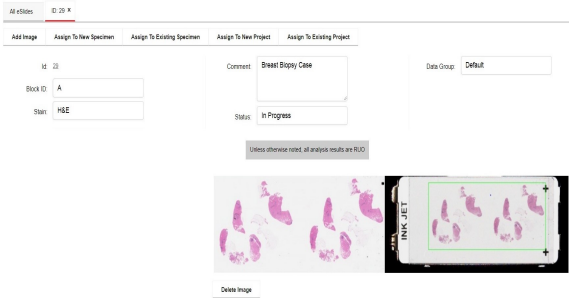 All eSlides ID: 29 x
Add Image Assign To New Specimen Assign To Existing Specimen Assign To New Project Assign To Existing Project
Id: 29
Block ID: A
Stain: H&E
Comment: Breast Biopsy Case
Status: In Progress
Data Group: Default
Unless otherwise noted, all analysis results are RUO
INK JET
Delete Image